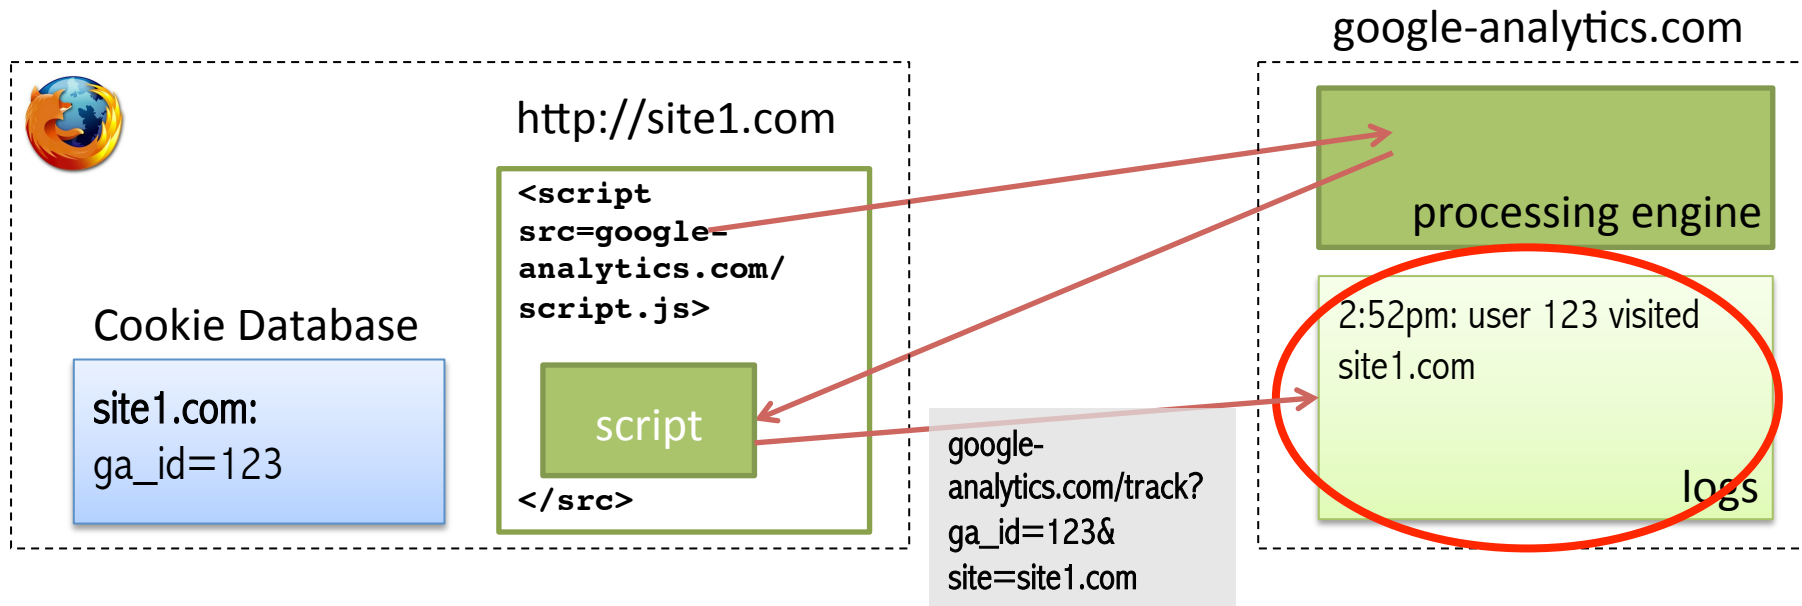 google-analytics.com
http://site1.com
<script
src=google-
analytics.com/
script.js>
script
</src>
Cookie Database
site1.com:
ga_id=123
google-
analytics.com/track?
ga_id=123&
site=site1.com
processing engine
2:52pm: user 123 visited
site1.com
logs